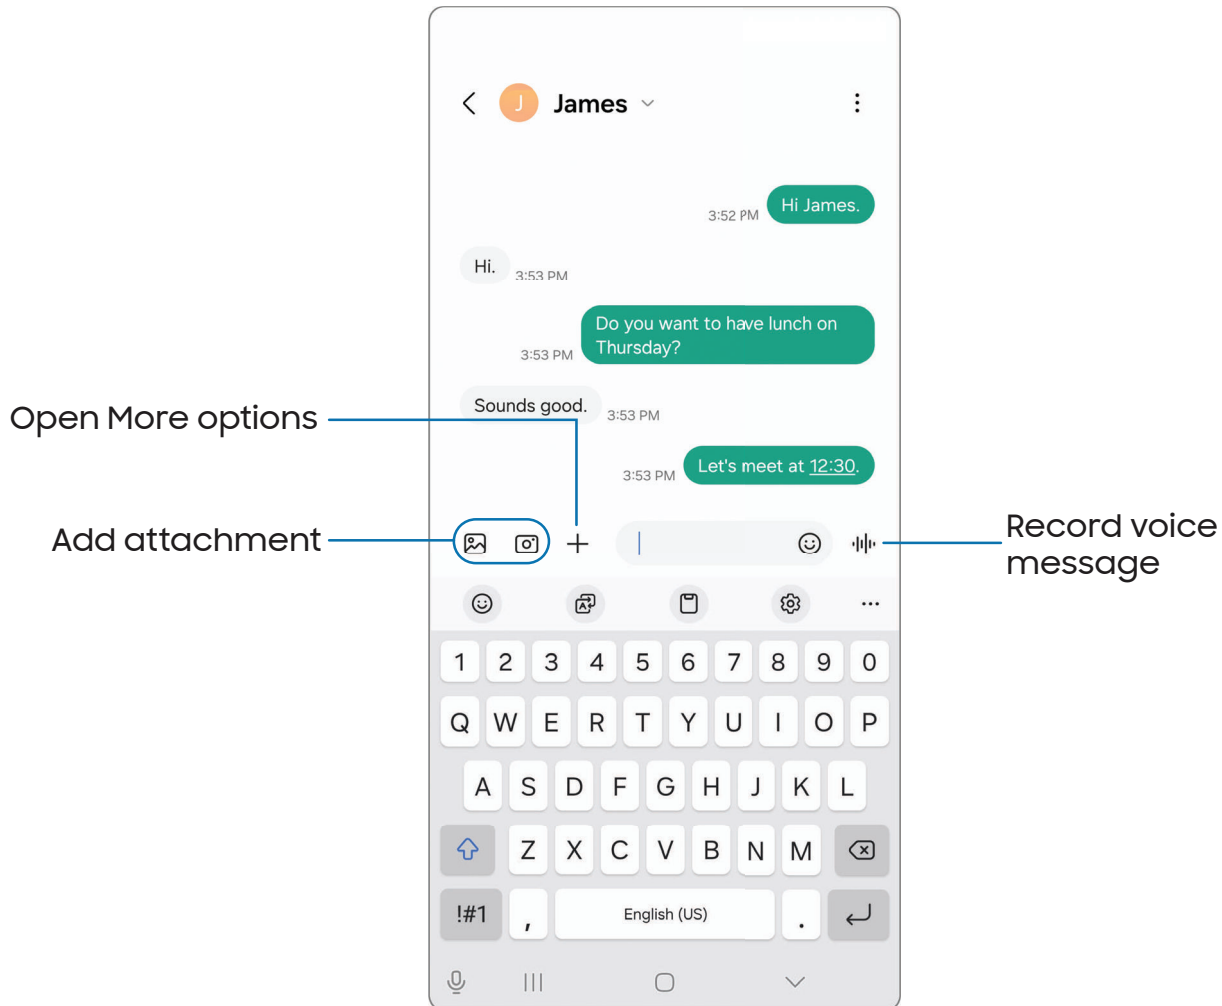 J James
3:52 PM Hi James.
Hi. 3:53 PM
Do you want to have lunch on
Thursday?
3:53 PM
Sounds good. 3:53 PM
Open More options
3:53 PM Let's meet at 12:30.
Add attachment
Record voice
message
1 2 3 4 5 6 7 8 9 0
Q W E R T Y U I O P
A S D F G H J K L
Z X C V B N M
!#1 , English (US) .